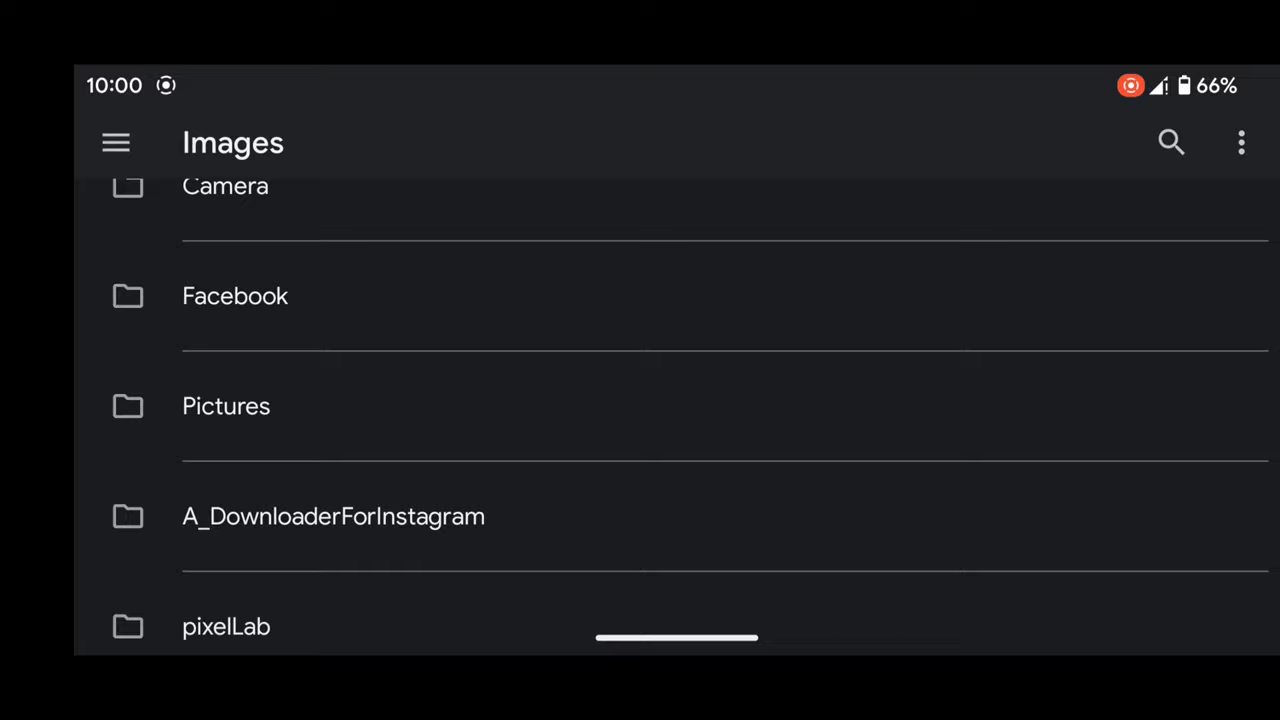 10:00 66%
Images
Camera
Facebook
Pictures
A_DownloaderForInstagram
pixelLab